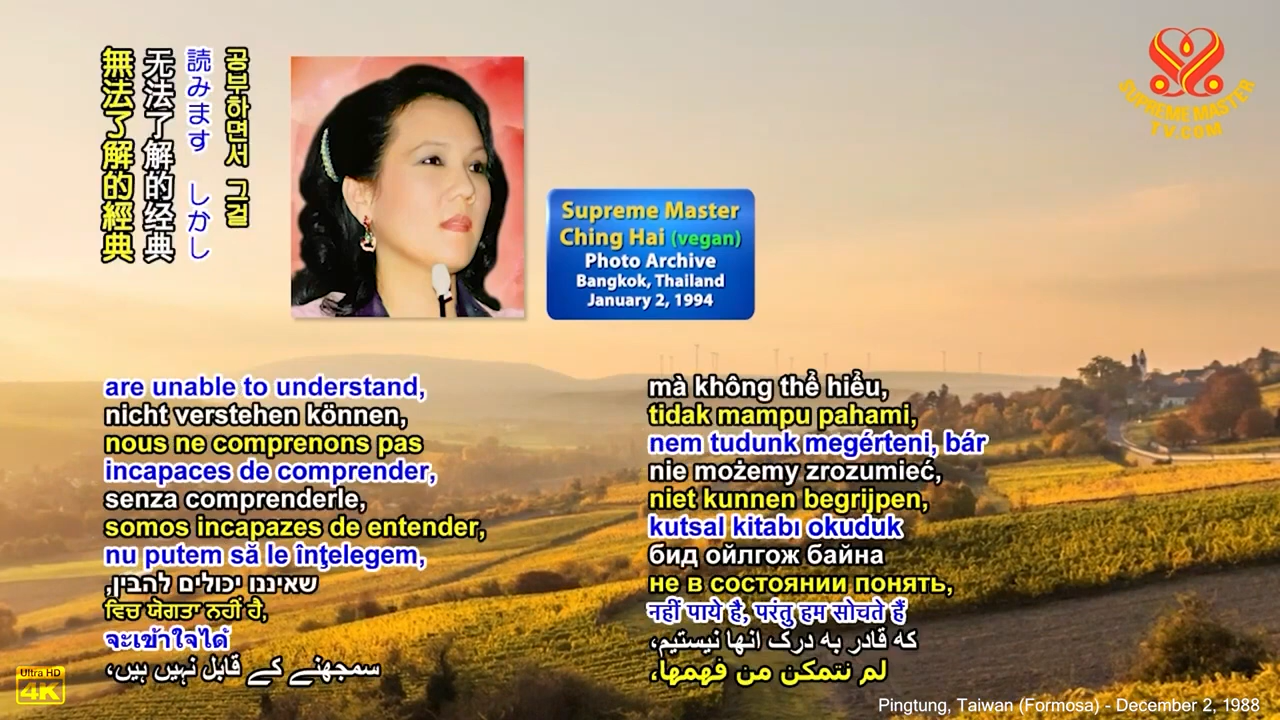 공부하면서 그걸
読みます しかし
无法了解的经典
無法了解的經典
SUPREME MASTER
TV.COM
Supreme Master
Ching Hai (vegan)
Photo Archive
Bangkok, Thailand
January 2, 1994
are unable to understand,
nicht verstehen können,
nous ne comprenons pas
incapaces de comprender,
senza comprenderle,
somos incapazes de entender,
nu putem să le înţelegem,
שאיננו יכולים להבין,
ਵਿਚ ਯੋਗਤਾ ਨਹੀਂ ਹੈ,
จะเข้าใจได้
سمجھنے کے قابل نہیں ہیں،
mà không thể hiểu,
tidak mampu pahami,
nem tudunk megérteni, bár
nie możemy zrozumieć,
niet kunnen begrijpen,
kutsal kitabı okuduk
бид ойлгож байна
не в состоянии понять,
नहीं पाये है, परंतु हम सोचते हैं
که قادر به درک آنها نیستیم،
لم نتمكن من فهمها،
Ultra HD
4K
Pingtung, Taiwan (Formosa) - December 2, 1988